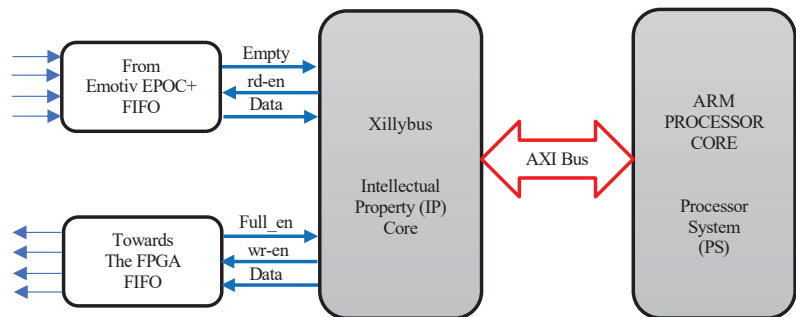 From
Emotiv EPOC+
FIFO
Empty
rd-en
Data
Xillybus
Intellectual
Property (IP)
Core
AXI Bus
ARM
PROCESSOR
CORE
Processor
System
(PS)
Towards
The FPGA
FIFO
Full_en
wr-en
Data